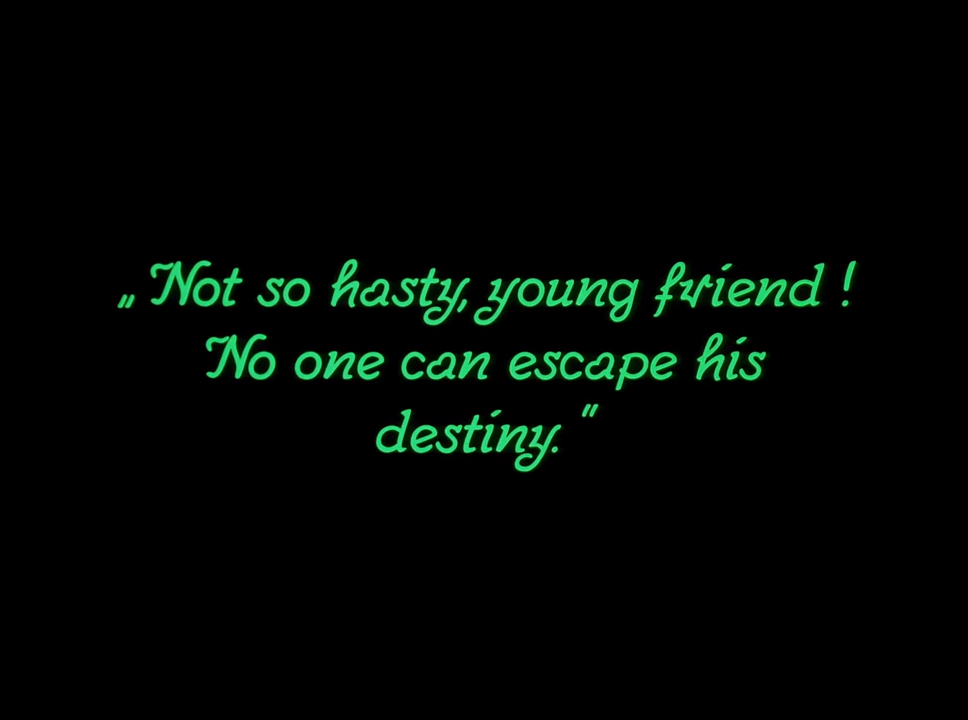 „Not so hasty, young friend !
No one can escape his
destiny."